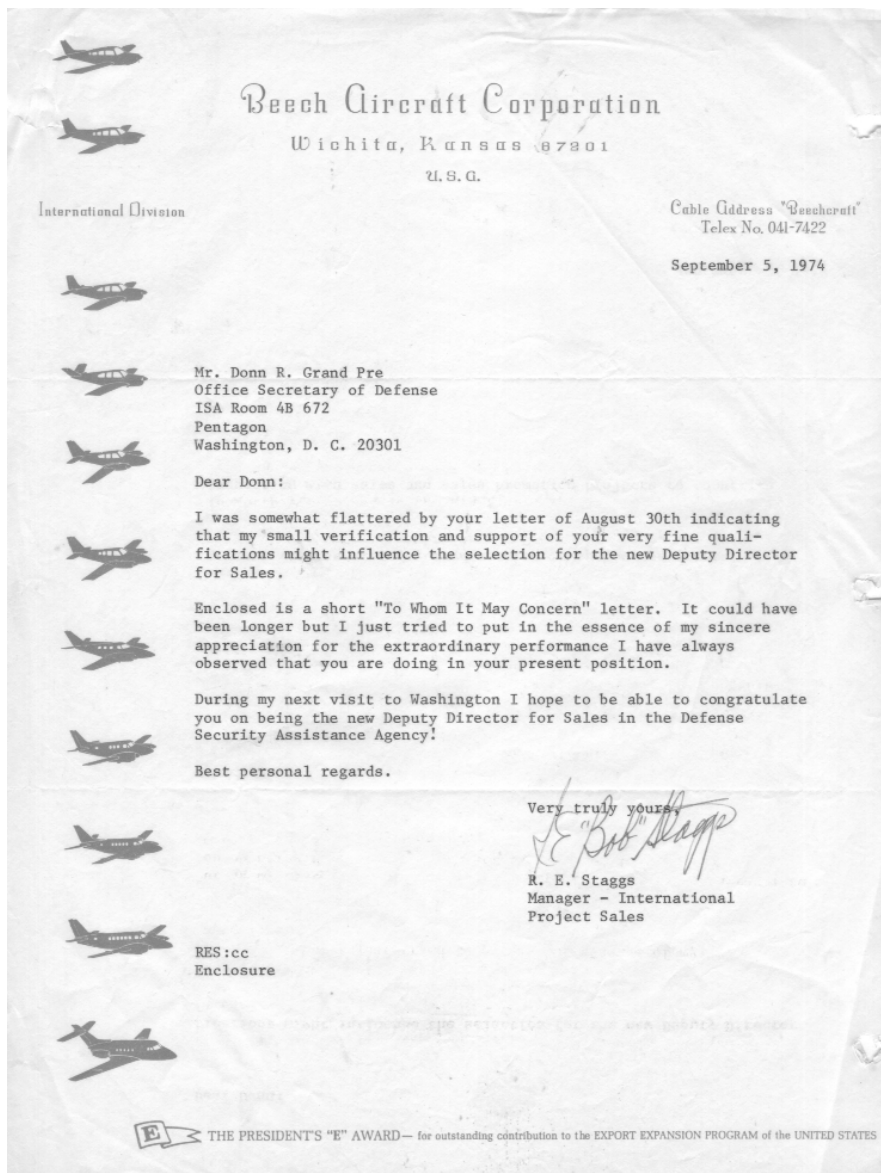 Beech Aircraft Corporation
Wichita, Kansas 67201
U.S.A.
International Division
Cable Address "Beechcraft"
Telex No. 041-7422
September 5, 1974
Mr. Donn R. Grand Pre
Office Secretary of Defense
ISA Room 4B 672
Pentagon
Washington, D. C. 20301
Dear Donn:
I was somewhat flattered by your letter of August 30th indicating
that my small verification and support of your very fine quali-
fications might influence the selection for the new Deputy Director
for Sales.
Enclosed is a short "To Whom It May Concern" letter. It could have
been longer but I just tried to put in the essence of my sincere
appreciation for the extraordinary performance I have always
observed that you are doing in your present position.
During my next visit to Washington I hope to be able to congratulate
you on being the new Deputy Director for Sales in the Defense
Security Assistance Agency!
Best personal regards.
Very truly yours,
R E "Bob" Staggs
R. E. Staggs
Manager - International
Project Sales
RES:cc
Enclosure
E THE PRESIDENT'S "E" AWARD— for outstanding contribution to the EXPORT EXPANSION PROGRAM of the UNITED STATES